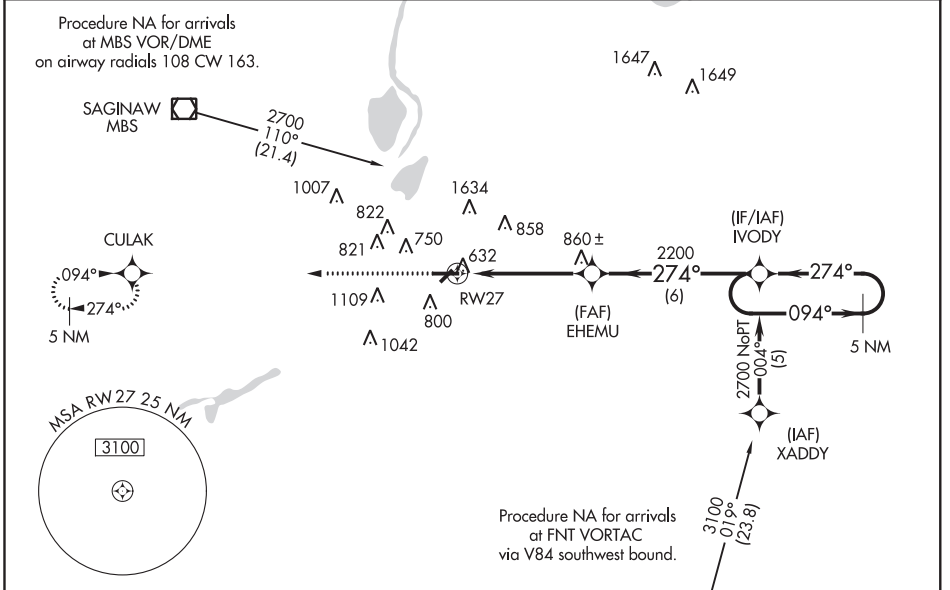 Procedure NA for arrivals
at MBS VOR/DME
on airway radials 108 CW 163.
SAGINAW
MBS
2700
110°
(21.4)
1647
1649
1007
822
821
750
1634
858
632
860 ±
(IF/IAF)
IVODY
2200
274°
(6)
274°
094°
5 NM
CULAK
094°
274°
5 NM
1109
800
RW27
1042
(FAF)
EHEMU
2700 NoPT
004°
(5)
(IAF)
XADDY
MSA RW 27 25 NM
3100
Procedure NA for arrivals
at FNT VORTAC
via V84 southwest bound.
3100
019°
(23.8)